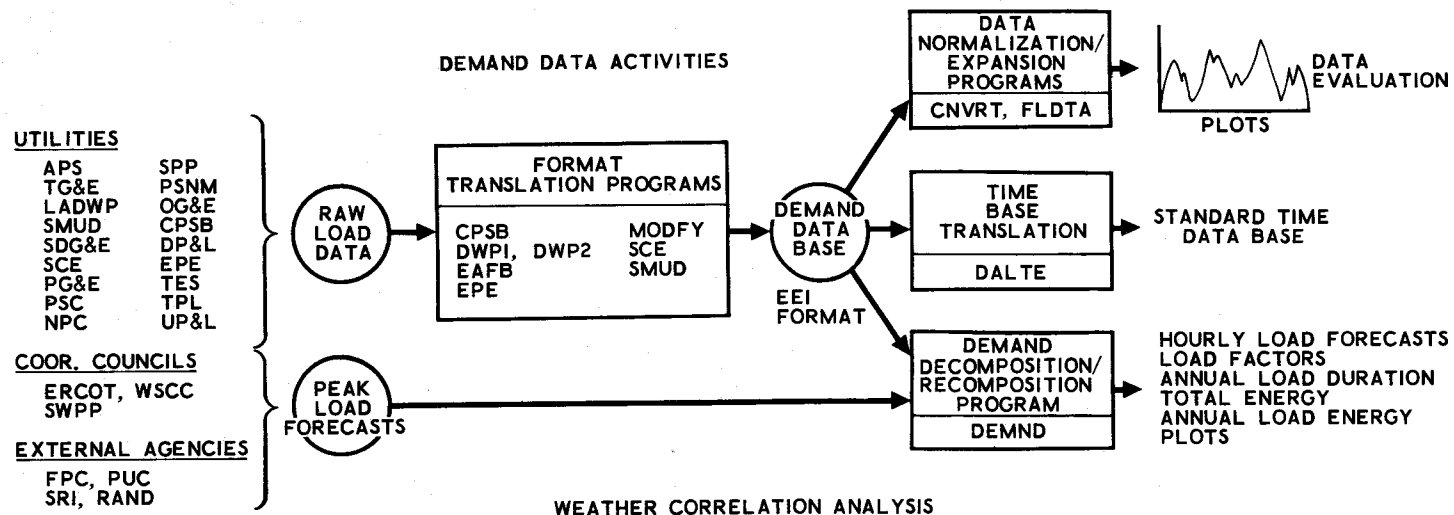 DEMAND DATA ACTIVITIES
UTILITIES
APS SPP
TG&E PSNM
LADWP OG&E
SMUD CPSB
SDG&E DP&L
SCE EPE
PG&E TES
PSC TPL
NPC UP&L
COOR. COUNCILS
ERCOT, WSCC
SWPP
EXTERNAL AGENCIES
FPC, PUC
SRI, RAND
RAW
LOAD
DATA
PEAK
LOAD
FORECASTS
FORMAT
TRANSLATION PROGRAMS
CPSB MODFY
DWP1, DWP2 SCE
EAFB SMUD
EPE
DEMAND
DATA
BASE
EEI
FORMAT
DATA
NORMALIZATION/
EXPANSION
PROGRAMS
CNVRT, FLDTA
PLOTS
DATA
EVALUATION
TIME
BASE
TRANSLATION
DALTE
STANDARD TIME
DATA BASE
DEMAND
DECOMPOSITION/
RECOMPOSITION
PROGRAM
DEMND
HOURLY LOAD FORECASTS
LOAD FACTORS
ANNUAL LOAD DURATION
TOTAL ENERGY
ANNUAL LOAD ENERGY
PLOTS
WEATHER CORRELATION ANALYSIS